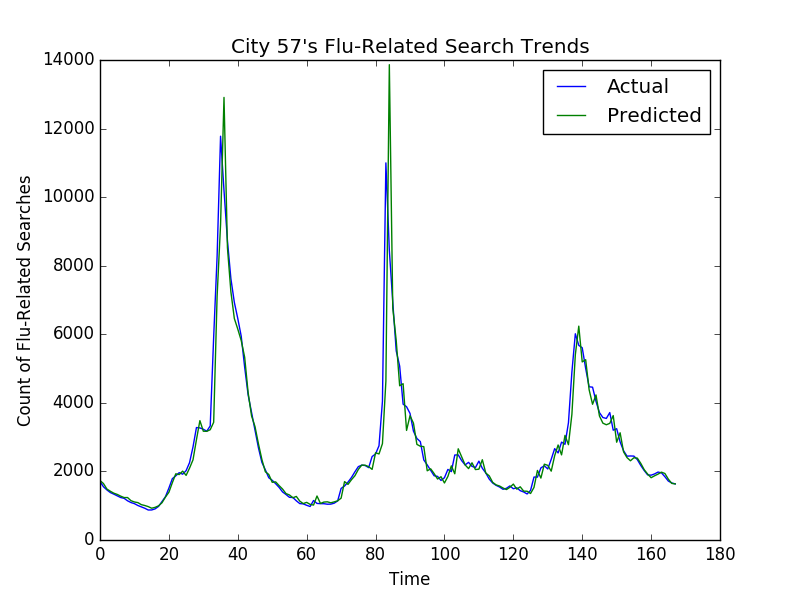 City 57's Flu-Related Search Trends
14000
12000
10000
8000
6000
4000
2000
0
Count of Flu-Related Searches
Actual
Predicted
0 20 40 60 80 100 120 140 160 180
Time